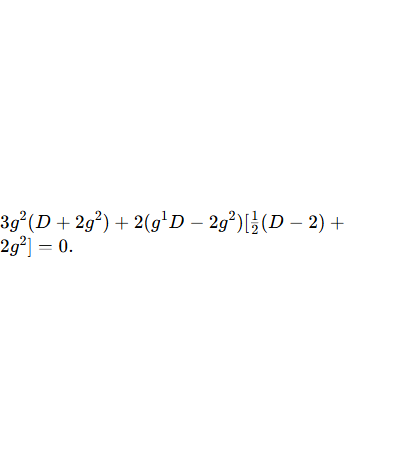 3g²(D + 2g²) + 2(g¹D − 2g²)[½(D − 2) +
2g²] = 0.